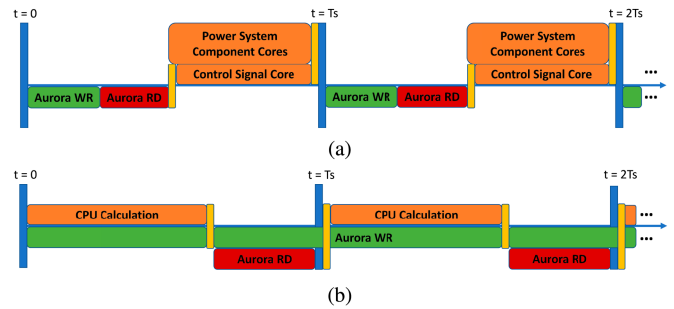 t = 0
t = Ts
t = 2Ts
Power System
Component Cores
Power System
Component Cores
Control Signal Core
Control Signal Core
...
Aurora WR
Aurora RD
Aurora WR
Aurora RD
...
(a)
t = 0
t = Ts
t = 2Ts
CPU Calculation
CPU Calculation
...
Aurora WR
...
Aurora RD
Aurora RD
(b)